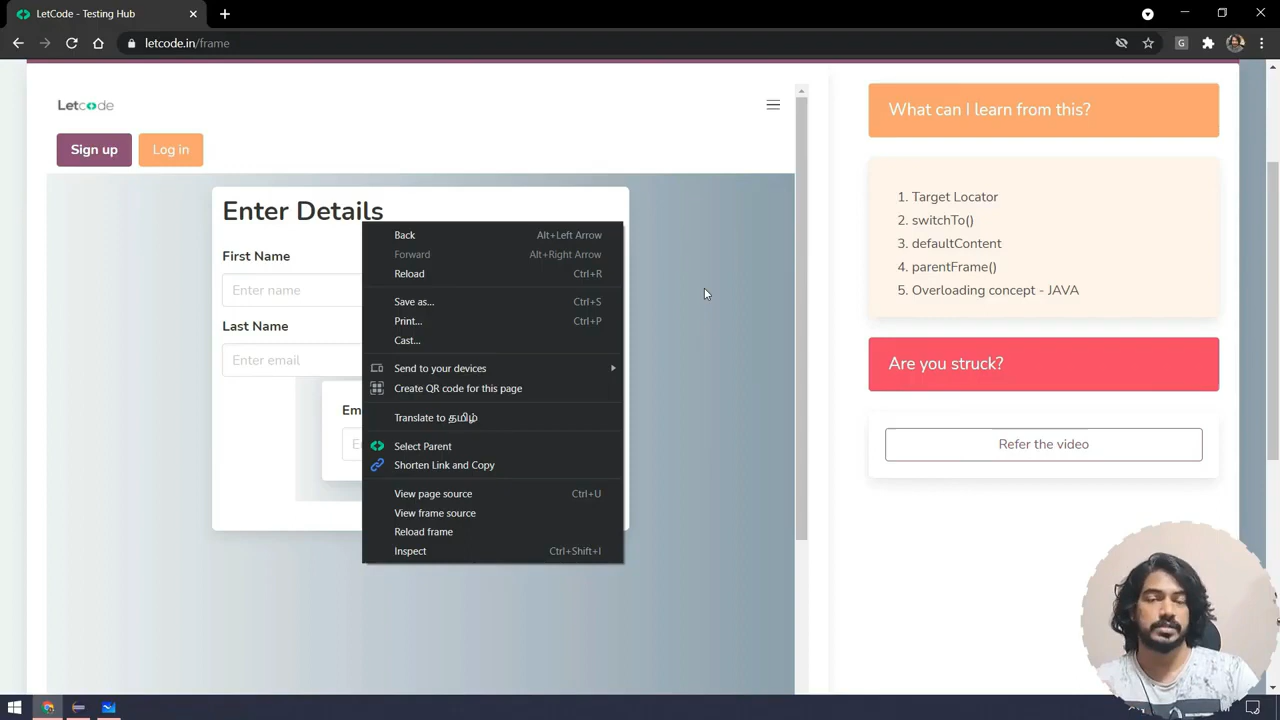 LetCode - Testing Hub
letcode.in/frame
G
Letcode
Sign up
Log in
Enter Details
First Name
Enter name
Last Name
Enter email
Em
Back Alt+Left Arrow
Forward Alt+Right Arrow
Reload Ctrl+R
Save as... Ctrl+S
Print... Ctrl+P
Cast...
Send to your devices
Create QR code for this page
Translate to தமிழ்
Select Parent
Shorten Link and Copy
View page source Ctrl+U
View frame source
Reload frame
Inspect Ctrl+Shift+I
What can I learn from this?
1. Target Locator
2. switchTo()
3. defaultContent
4. parentFrame()
5. Overloading concept - JAVA
Are you struck?
Refer the video